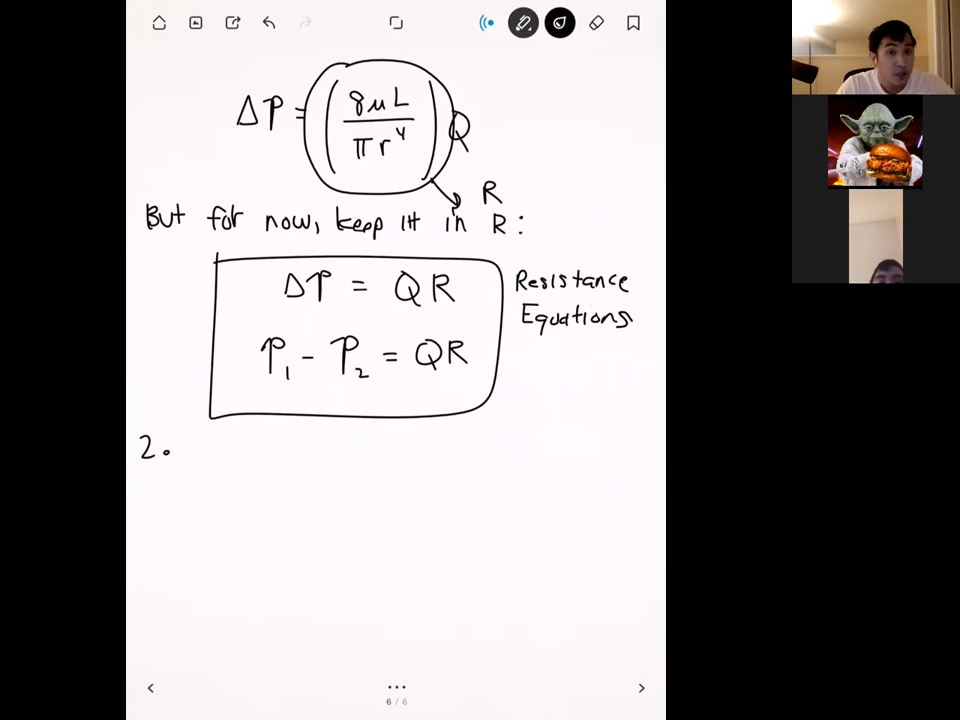 ΔP = (8μL / πr⁴) Q
R
But for now, keep it in R:
ΔP = QR
P₁ - P₂ = QR
Resistance
Equations
2.
6 / 6